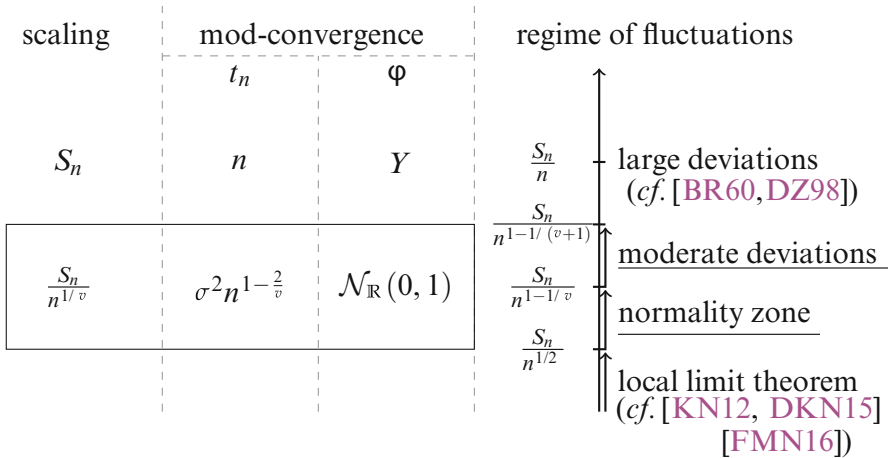 scaling mod-convergence regime of fluctuations
t_n φ
S_n n Y S_n/n large deviations
(cf. [BR60,DZ98])
S_n/n^{1-1/(v+1)}
moderate deviations
S_n/n^{1/v} σ^2 n^{1-2/v} N_ℝ(0, 1) S_n/n^{1-1/v}
normality zone
S_n/n^{1/2}
local limit theorem
(cf. [KN12, DKN15]
[FMN16])